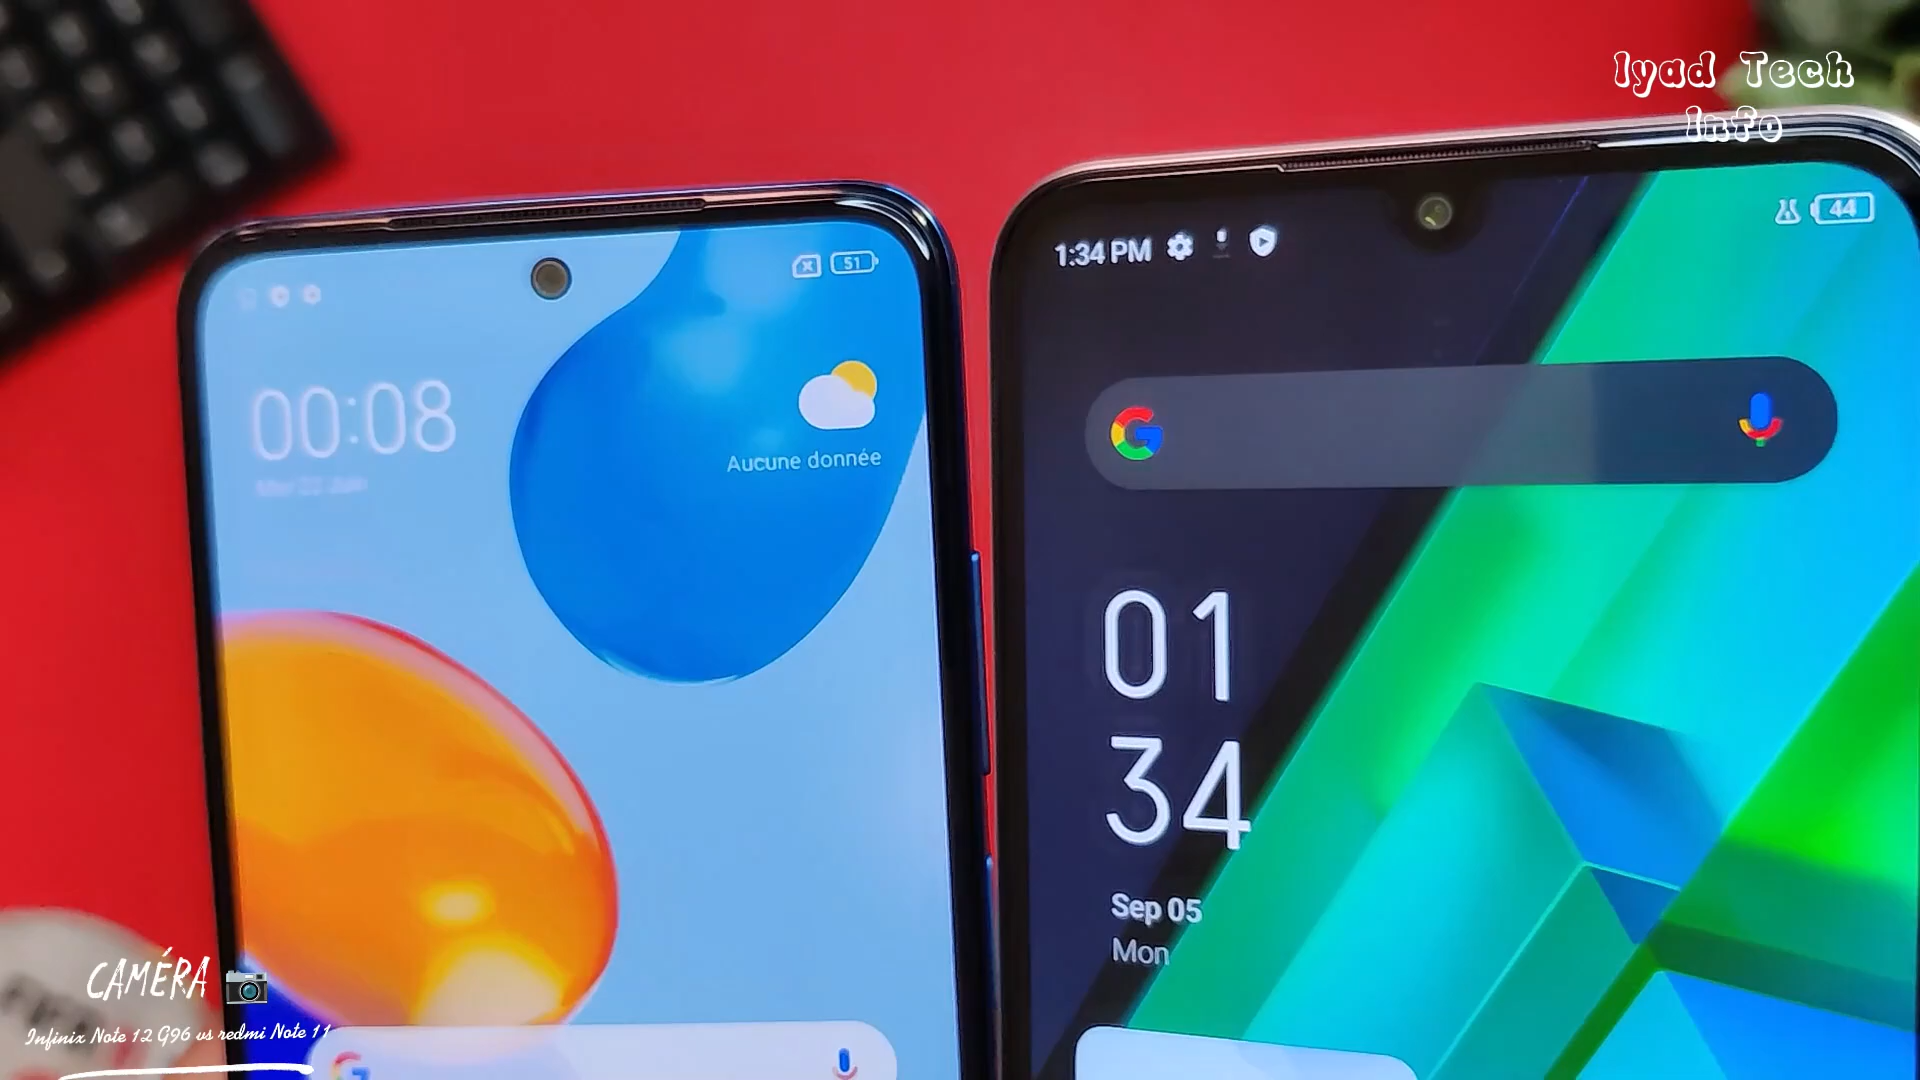 Iyad Tech
Info
51
00:08
Aucune donnée
1:34 PM
44
G
01
34
Sep 05
Mon
CAMÉRA
Infinix Note 12 G96 vs redmi Note 11
G